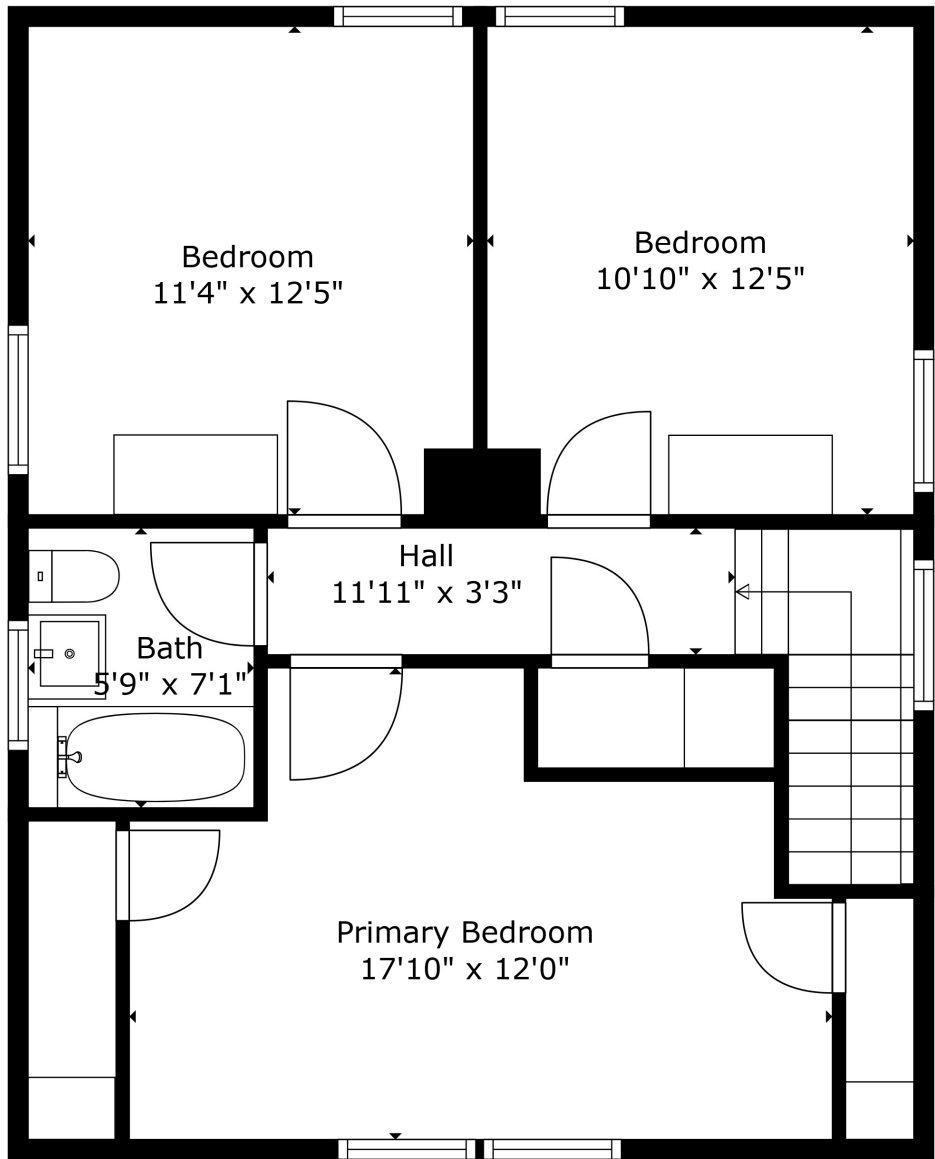 Bedroom
11'4" x 12'5"
Bedroom
10'10" x 12'5"
Hall
11'11" x 3'3"
Bath
5'9" x 7'1"
Primary Bedroom
17'10" x 12'0"